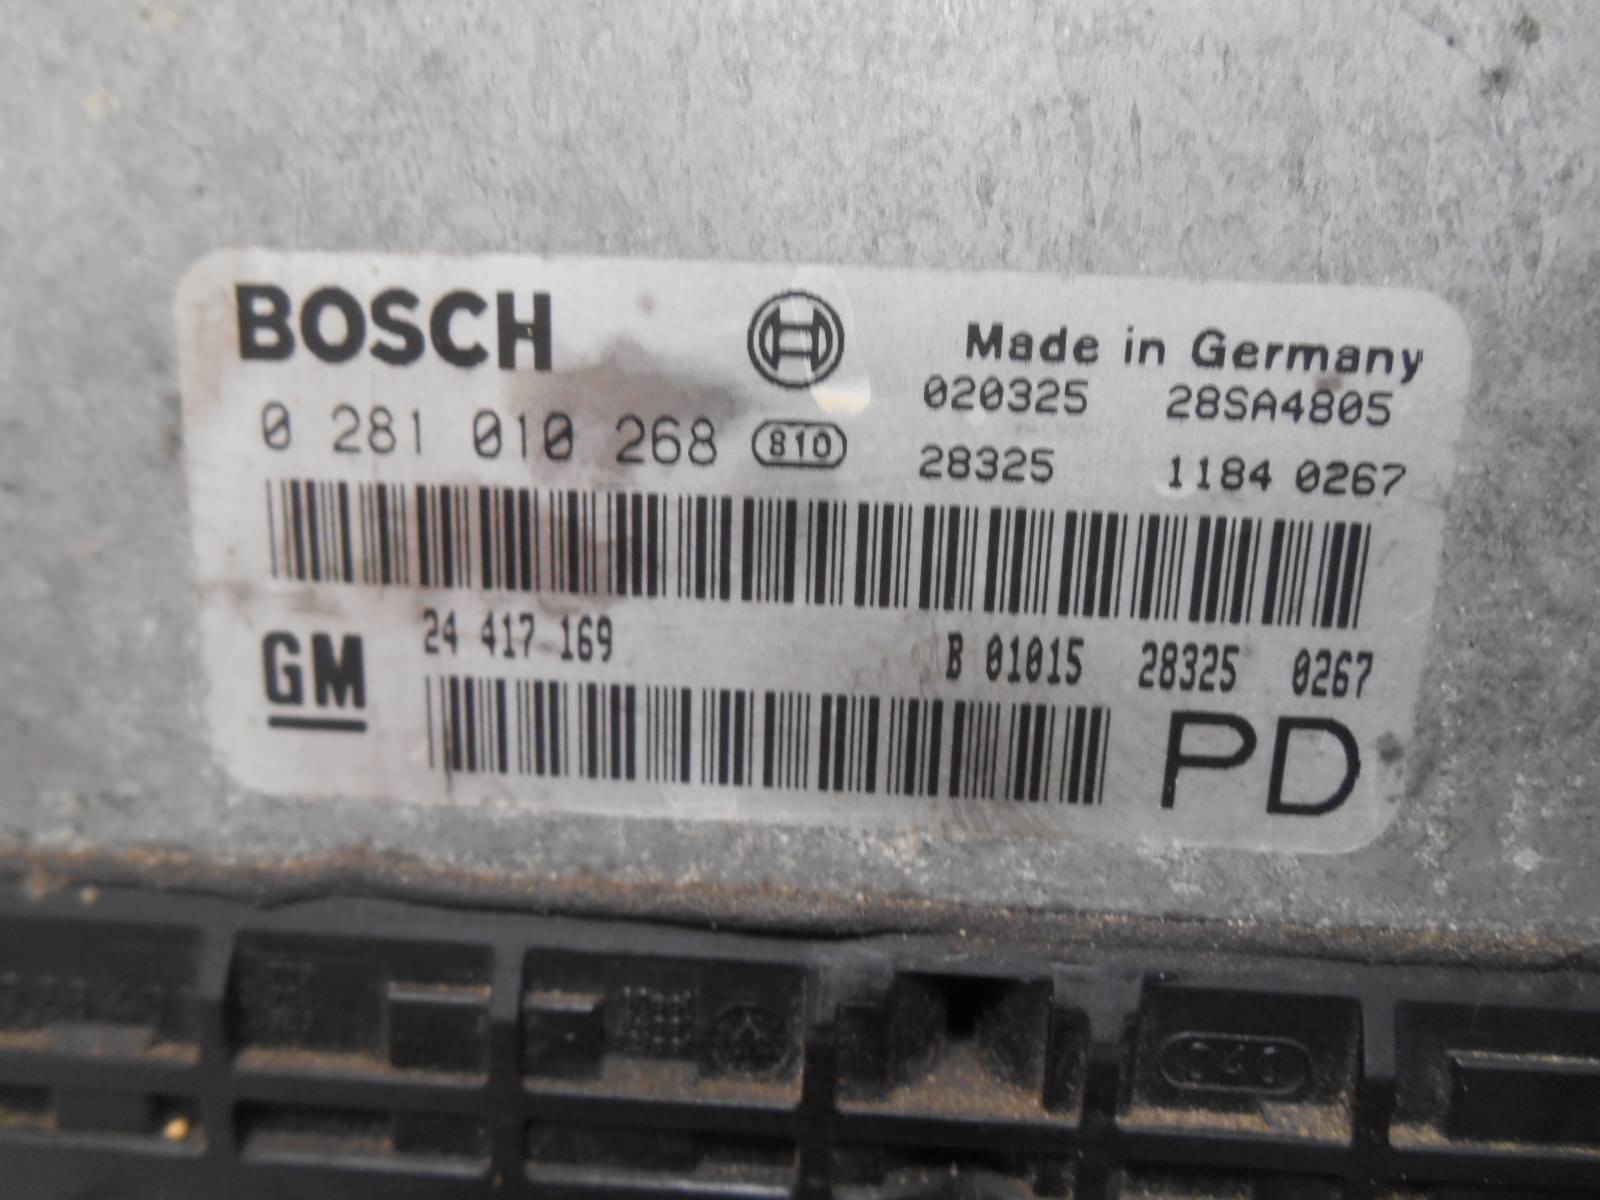 BOSCH
Made in Germany
020325 28SA4805
0 281 010 268 810
28325 1184 0267
24 417 169
B 01015 28325 0267
GM
PD
040